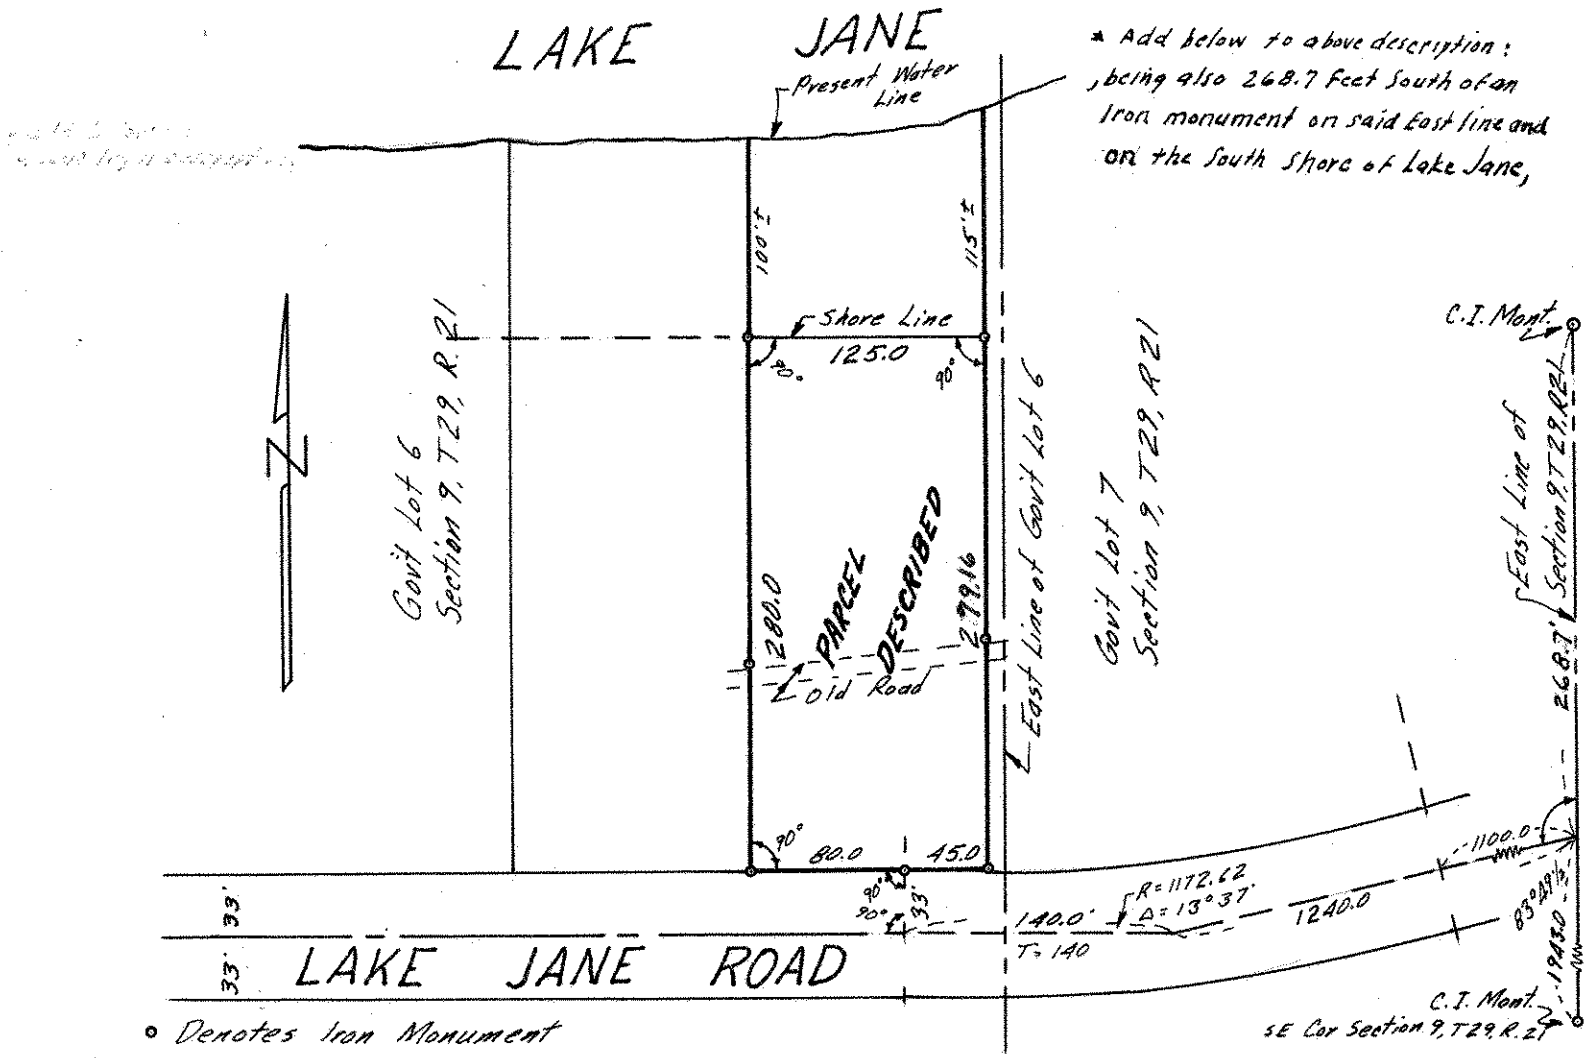 LAKE JANE
Present Water
Line
* Add below to above description:
, being also 268.7 Feet South of an
Iron monument on said East line and
on the South Shore of Lake Jane,
100'±
115'±
Shore Line
125.0
90°
90°
C.I. Mont.
Gov't Lot 6
Section 9, T29, R.21
N
280.0
PARCEL
DESCRIBED
279.16
Old Road
East Line of Gov't Lot 6
Gov't Lot 7
Section 9, T29, R21
East Line of
Section 9, T29, R21
268.7'
90°
80.0
45.0
90°
90°
33'
33'
33'
140.0'
T=140
R=1172.62
Δ=13°37'
1240.0
1100.0
83°49½'
1943.0
LAKE JANE ROAD
C.I. Mont.
SE Cor Section 9, T29, R.21
Denotes Iron Monument